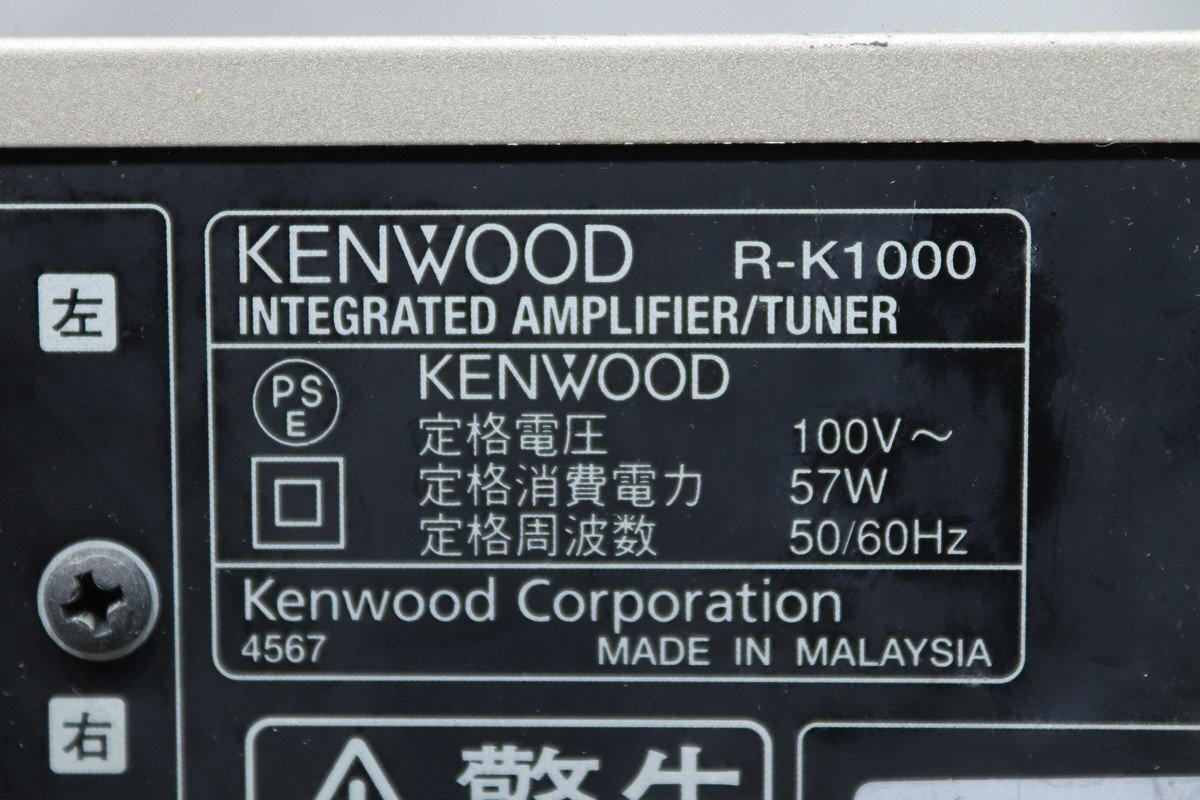 左
右
KENWOOD R-K1000
INTEGRATED AMPLIFIER/TUNER
PSE
KENWOOD
定格電圧 100V～
定格消費電力 57W
定格周波数 50/60Hz
Kenwood Corporation
4567 MADE IN MALAYSIA